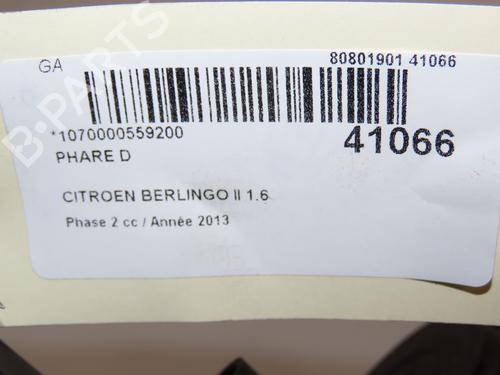 GA
80801901 41066
*1070000559200
41066
PHARE D
CITROEN BERLINGO II 1.6
Phase 2 cc / Année 2013
B-PARTS